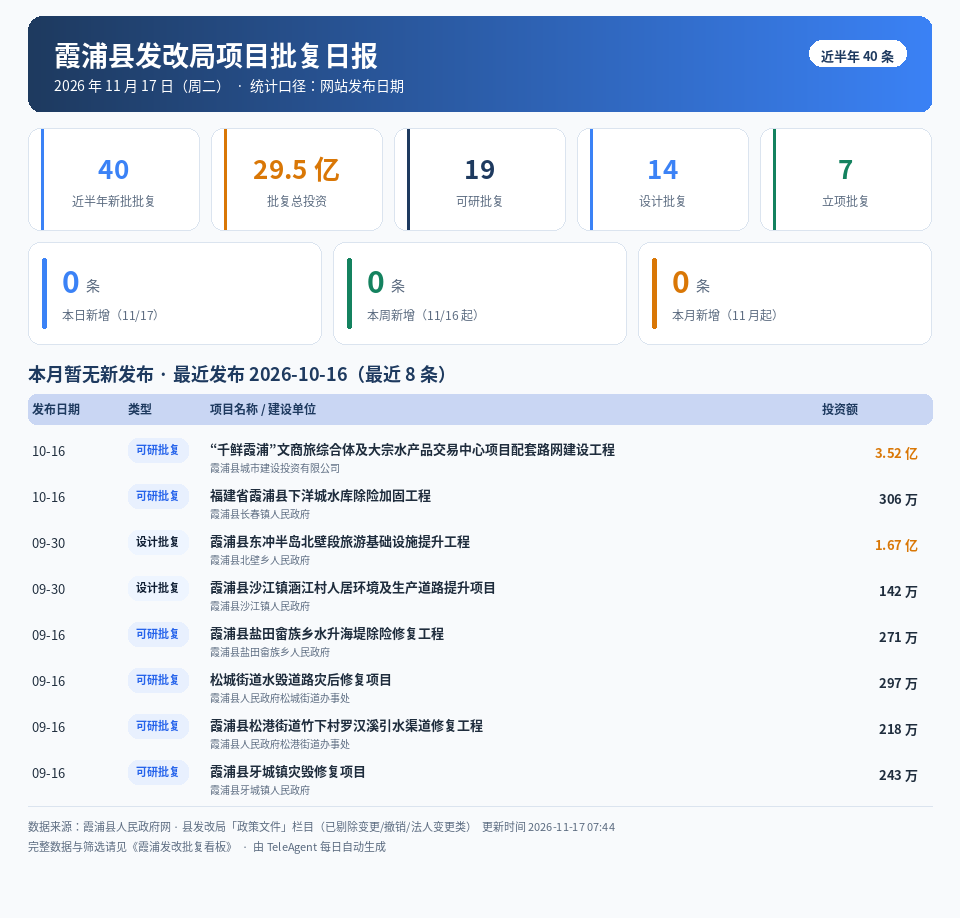 霞浦县发改局项目批复日报
近半年 40 条
2026 年 11 月 17 日（周二） · 统计口径：网站发布日期
40
近半年新批批复
29.5 亿
批复总投资
19
可研批复
14
设计批复
7
立项批复
0 条
本日新增（11/17）
0 条
本周新增（11/16 起）
0 条
本月新增（11 月起）
本月暂无新发布 · 最近发布 2026-10-16（最近 8 条）
发布日期 类型 项目名称 / 建设单位 投资额
10-16 可研批复 “千鲜霞浦”文商旅综合体及大宗水产品交易中心项目配套路网建设工程 3.52 亿
霞浦县城市建设投资有限公司
10-16 可研批复 福建省霞浦县下洋城水库除险加固工程 306 万
霞浦县长春镇人民政府
09-30 设计批复 霞浦县东冲半岛北壁段旅游基础设施提升工程 1.67 亿
霞浦县北壁乡人民政府
09-30 设计批复 霞浦县沙江镇涵江村人居环境及生产道路提升项目 142 万
霞浦县沙江镇人民政府
09-16 可研批复 霞浦县盐田畲族乡水升海堤除险修复工程 271 万
霞浦县盐田畲族乡人民政府
09-16 可研批复 松城街道水毁道路灾后修复项目 297 万
霞浦县人民政府松城街道办事处
09-16 可研批复 霞浦县松港街道竹下村罗汉溪引水渠道修复工程 218 万
霞浦县人民政府松港街道办事处
09-16 可研批复 霞浦县牙城镇灾毁修复项目 243 万
霞浦县牙城镇人民政府
数据来源：霞浦县人民政府网 · 县发改局「政策文件」栏目（已剔除变更/撤销/法人变更类） 更新时间 2026-11-17 07:44
完整数据与筛选请见《霞浦发改批复看板》 · 由 TeleAgent 每日自动生成